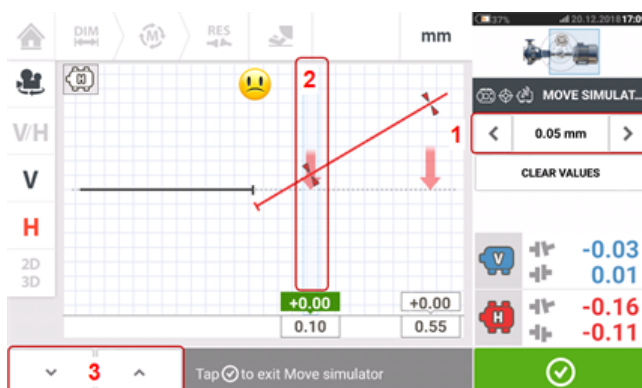 DIM
M
RES
mm
37%
20.12.2018 17:0
MOVE SIMULAT...
H
V/H
V
H
2D
3D
2
1
0.05 mm
CLEAR VALUES
V
-0.03
0.01
H
-0.16
-0.11
+0.00
+0.00
0.10
0.55
3
Tap to exit Move simulator